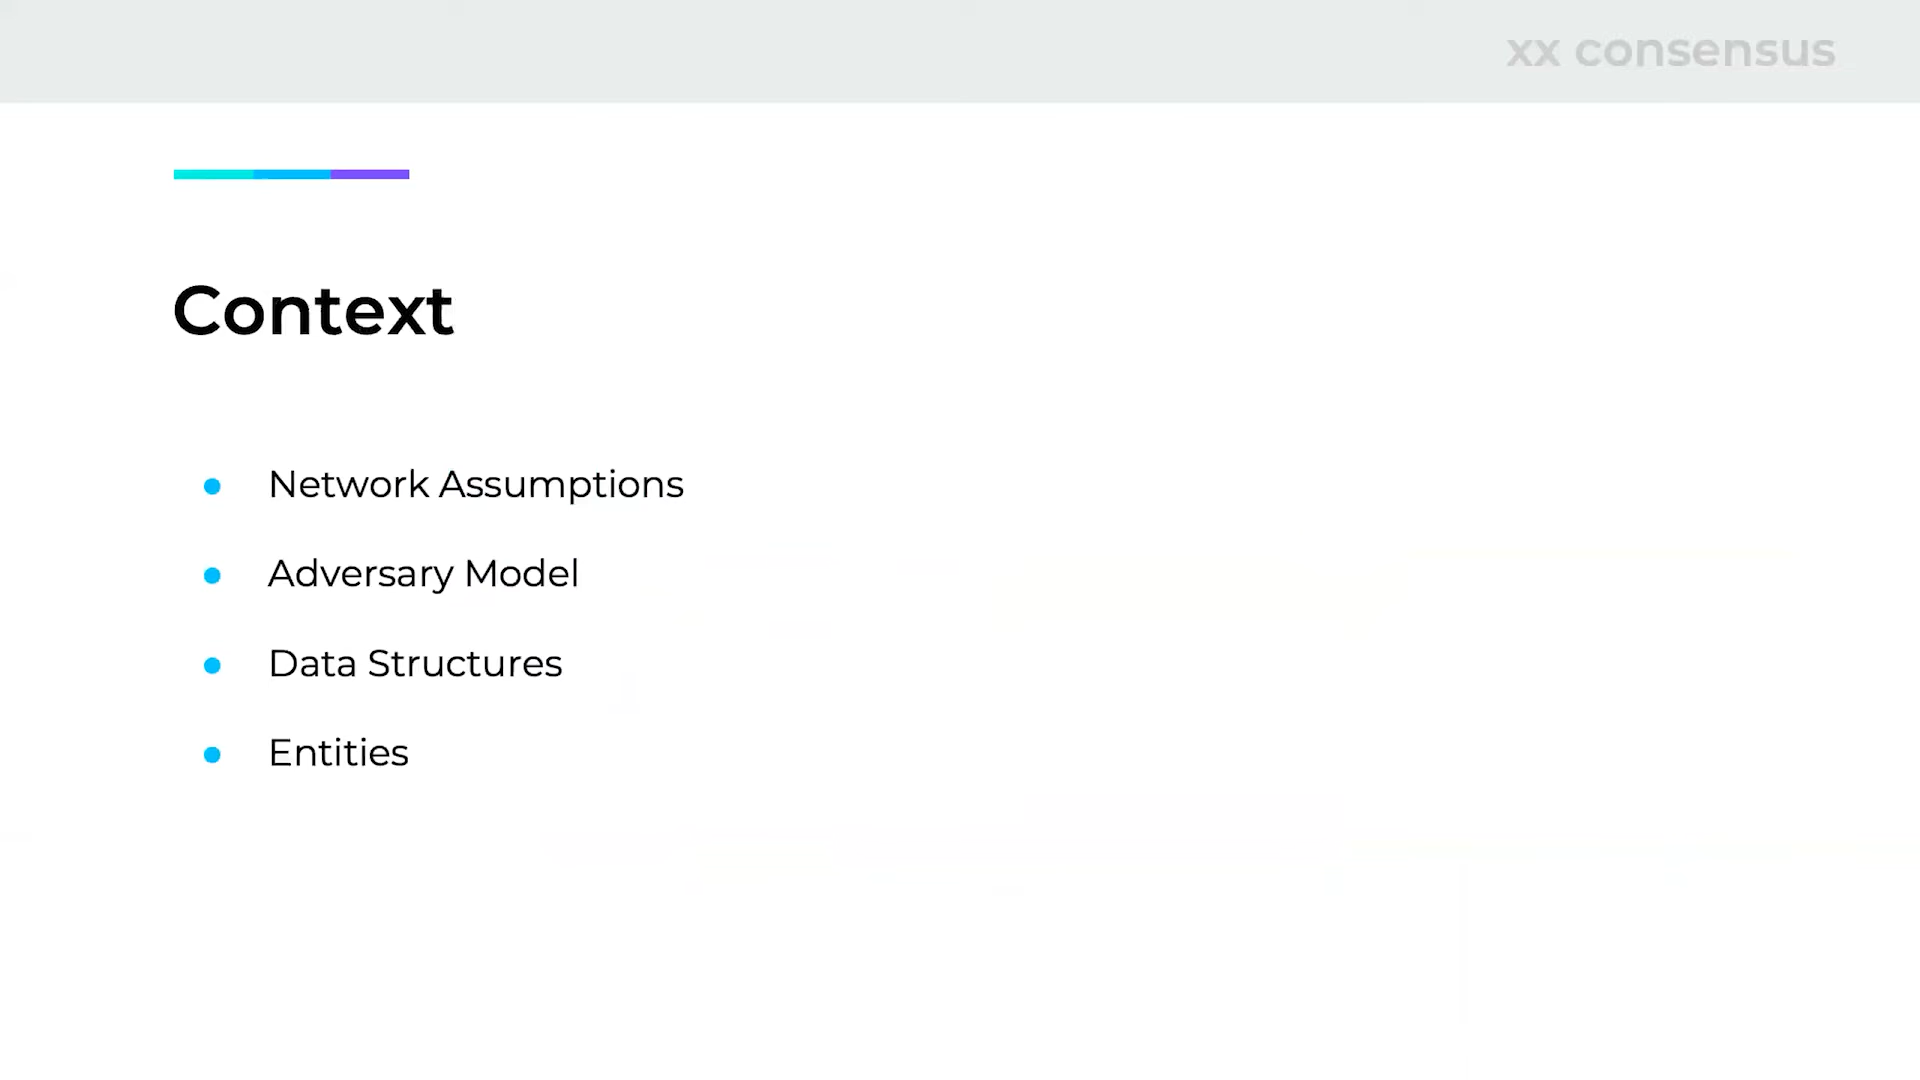 xx consensus
Context
Network Assumptions
Adversary Model
Data Structures
Entities